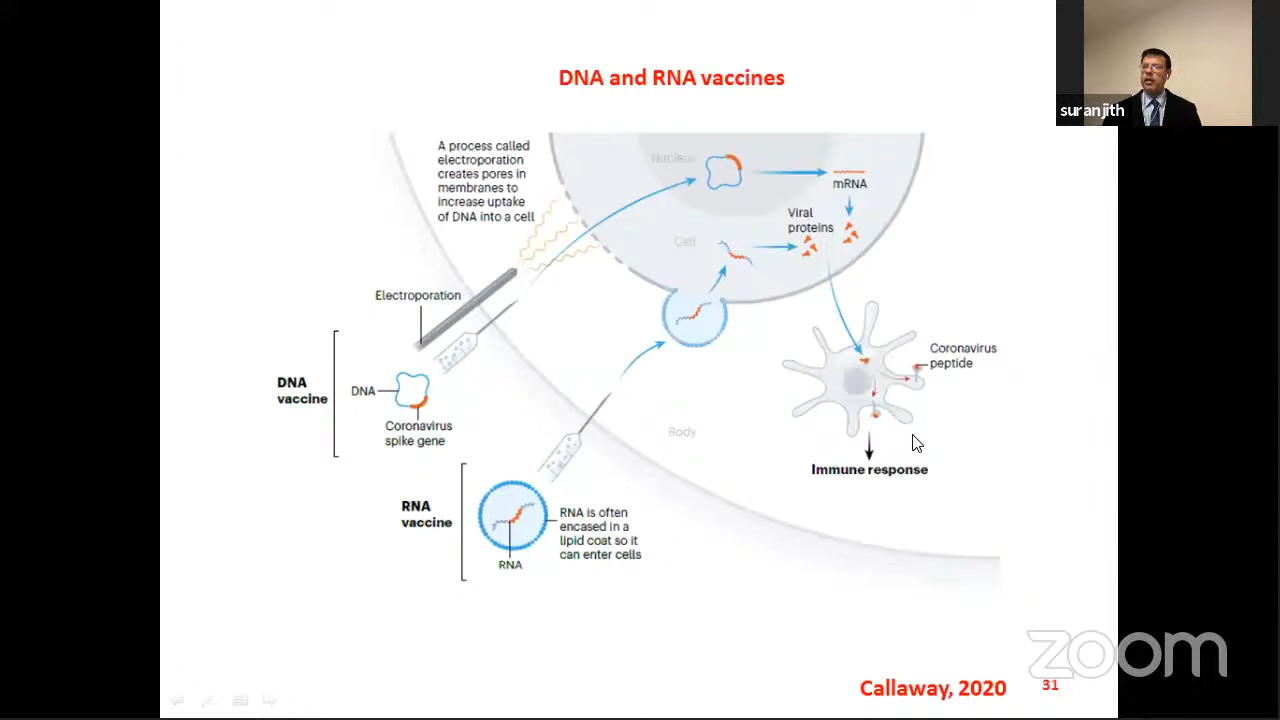 DNA and RNA vaccines
suranjith
A process called
electroporation
creates pores in
membranes to
increase uptake
of DNA into a cell
Nucleus
mRNA
Viral
proteins
Cell
Electroporation
DNA
vaccine
DNA
Coronavirus
spike gene
Coronavirus
peptide
Body
Immune response
RNA
vaccine
RNA is often
encased in a
lipid coat so it
can enter cells
RNA
zoom
Callaway, 2020
31